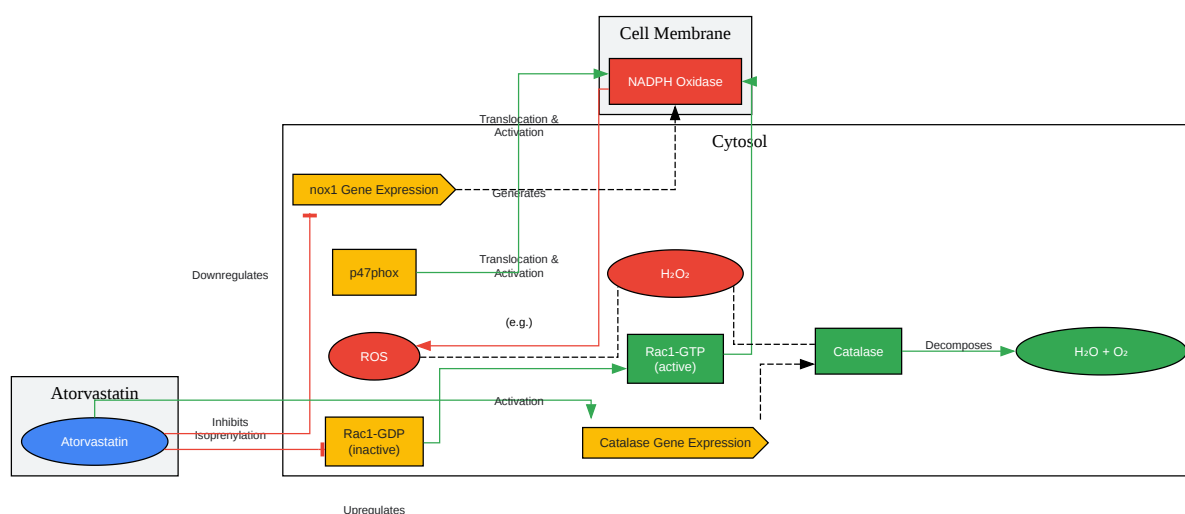 Cell Membrane
NADPH Oxidase
Translocation &
Activation
Cytosol
nox1 Gene Expression
Generates
Downregulates
p47phox
Translocation &
Activation
H₂O₂
(e.g.)
ROS
Rac1-GTP
(active)
Catalase
Decomposes
H₂O + O₂
Atorvastatin
Atorvastatin
Inhibits
Isoprenylation
Rac1-GDP
(inactive)
Activation
Catalase Gene Expression
Upregulates